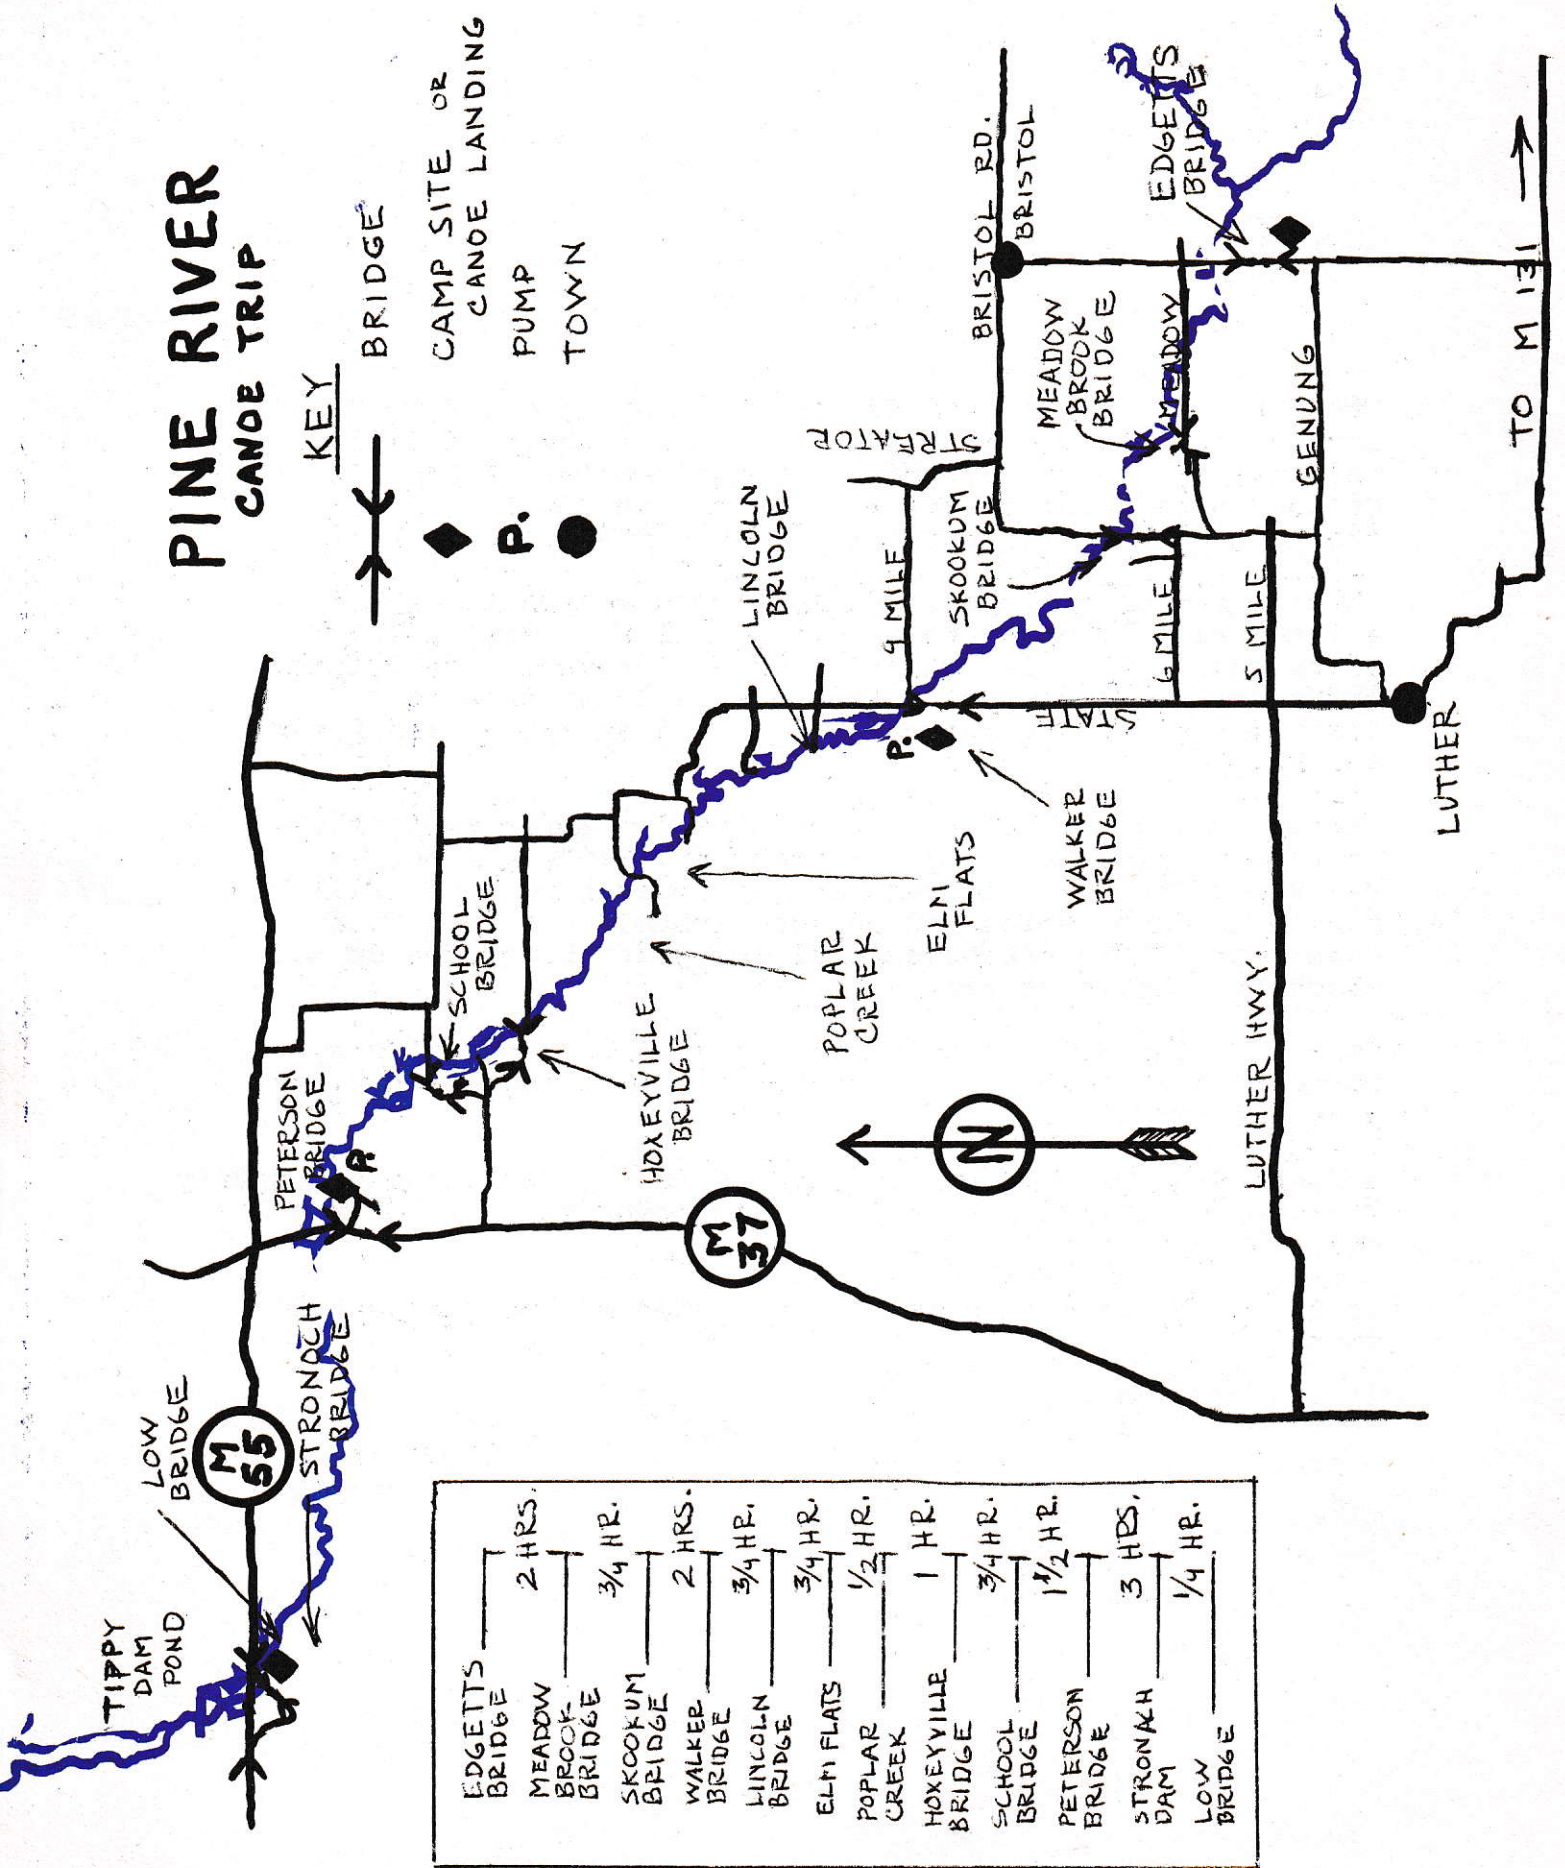 PINE RIVER
CANOE TRIP
KEY
BRIDGE
CAMP SITE OR
CANOE LANDING
P.
PUMP
TOWN
TIPPY
DAM
POND
LOW
BRIDGE
M
55
STRONOCH
BRIDGE
PETERSON
BRIDGE
P.
SCHOOL
BRIDGE
HOXEYVILLE
BRIDGE
M
37
POPLAR
CREEK
ELM
FLATS
LINCOLN
BRIDGE
P.
WALKER
BRIDGE
STATE
9 MILE
STREATOR
SKOOKUM
BRIDGE
BRISTOL RD.
BRISTOL
MEADOW
BROOK
BRIDGE
MEADOW
EDGETTS
BRIDGE
6 MILE
5 MILE
GENUNG
LUTHER
LUTHER HWY.
TO M 131
N
EDGETTS
BRIDGE
2 HRS.
MEADOW
BROOK
BRIDGE
3/4 HR.
SKOOKUM
BRIDGE
2 HRS.
WALKER
BRIDGE
3/4 HR.
LINCOLN
BRIDGE
3/4 HR.
ELM FLATS
1/2 HR.
POPLAR
CREEK
1 HR.
HOXEYVILLE
BRIDGE
3/4 HR.
SCHOOL
BRIDGE
1 1/2 HR.
PETERSON
BRIDGE
3 HRS.
STRONACH
DAM
1/4 HR.
LOW
BRIDGE